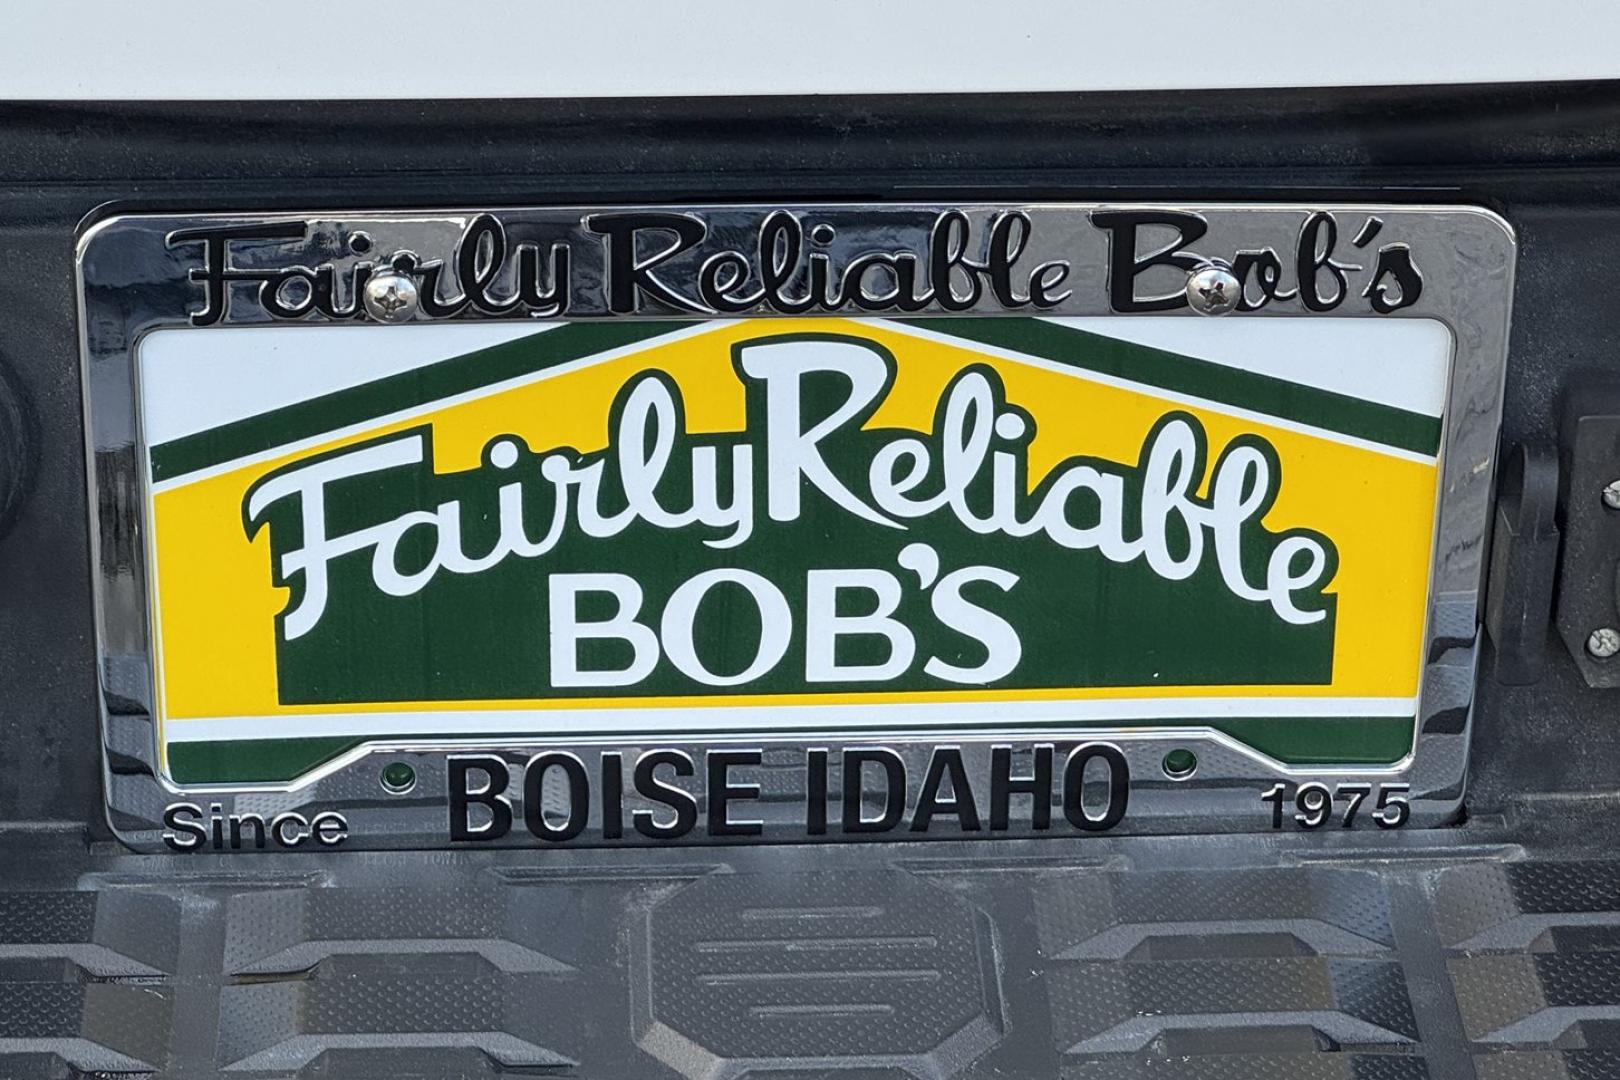 Fairly Reliable Bob's
Fairly Reliable
BOB'S
BOISE IDAHO
Since 1975